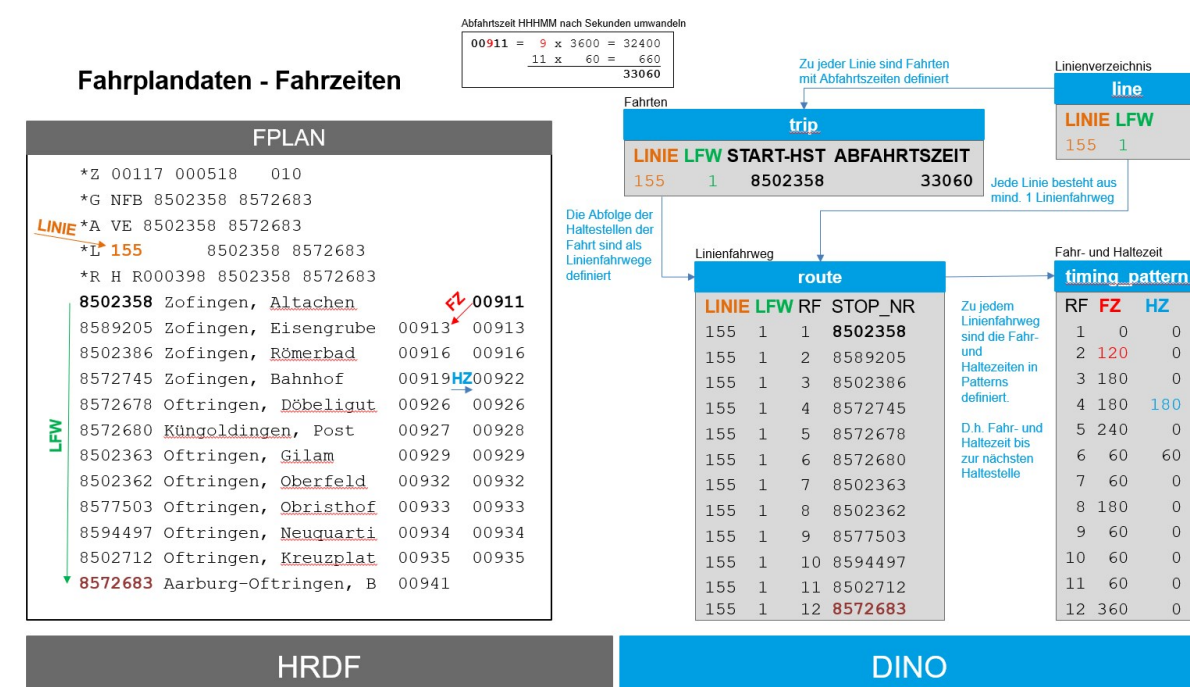 Abfahrtszeit HHHMM nach Sekunden umwandeln
00911 = 9 x 3600 = 32400
11 x 60 = 660
33060
Fahrplandaten - Fahrzeiten
FPLAN
*Z 00117 000518 010
*G NFB 8502358 8572683
*A VE 8502358 8572683
LINIE
*L 155 8502358 8572683
*R H R000398 8502358 8572683
8502358 Zofingen, Altachen FZ 00911
8589205 Zofingen, Eisengrube 00913 00913
8502386 Zofingen, Römerbad 00916 00916
8572745 Zofingen, Bahnhof 00919 HZ 00922
8572678 Oftringen, Döbeligut 00926 00926
8572680 Küngoldingen, Post 00927 00928
8502363 Oftringen, Gilam 00929 00929
8502362 Oftringen, Oberfeld 00932 00932
8577503 Oftringen, Obristhof 00933 00933
8594497 Oftringen, Neuquarti 00934 00934
8502712 Oftringen, Kreuzplat 00935 00935
8572683 Aarburg-Oftringen, B 00941
LFW
HRDF
Zu jeder Linie sind Fahrten
mit Abfahrtszeiten definiert
Fahrten
trip
LINIE LFW START-HST ABFAHRTSZEIT
155 1 8502358 33060
Linienverzeichnis
line
LINIE LFW
155 1
Jede Linie besteht aus
mind. 1 Linienfahrweg
Die Abfolge der
Haltestellen der
Fahrt sind als
Linienfahrwege
definiert
Linienfahrweg
route
LINIE LFW RF STOP_NR
155 1 1 8502358
155 1 2 8589205
155 1 3 8502386
155 1 4 8572745
155 1 5 8572678
155 1 6 8572680
155 1 7 8502363
155 1 8 8502362
155 1 9 8577503
155 1 10 8594497
155 1 11 8502712
155 1 12 8572683
Zu jedem
Linienfahrweg
sind die Fahr-
und
Haltezeiten in
Patterns
definiert.
D.h. Fahr- und
Haltezeit bis
zur nächsten
Haltestelle
Fahr- und Haltezeit
timing_pattern
RF FZ HZ
1 0 0
2 120 0
3 180 0
4 180 180
5 240 0
6 60 60
7 60 0
8 180 0
9 60 0
10 60 0
11 60 0
12 360 0
DINO